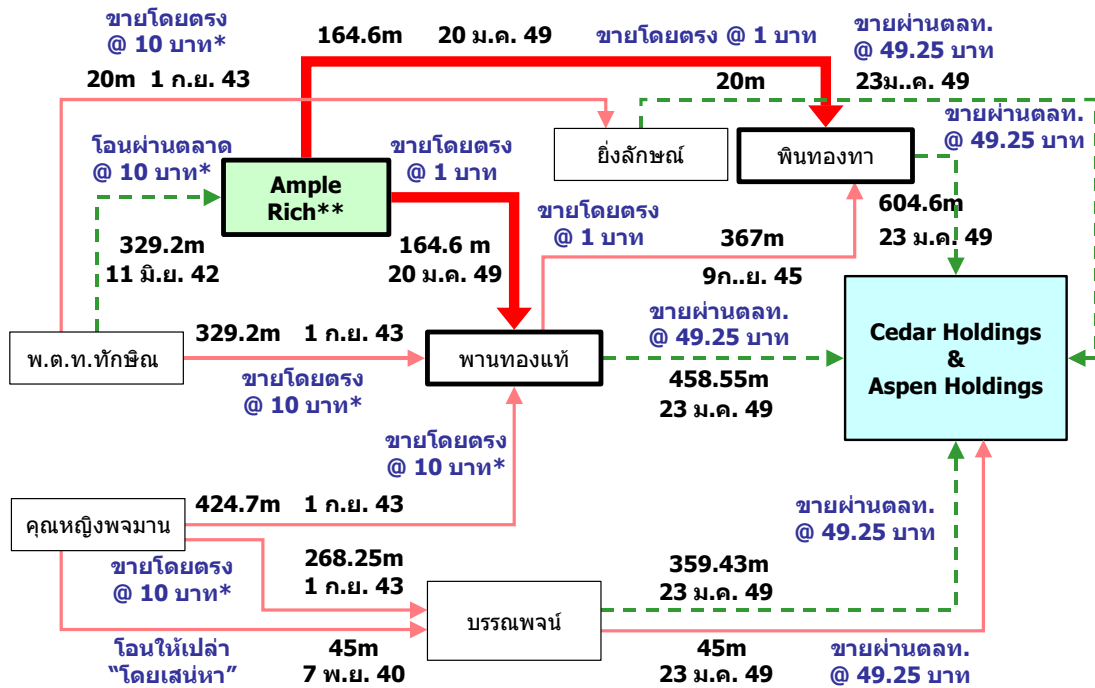 ขายโดยตรง
@ 10 บาท*
20m 1 ก.ย. 43
164.6m 20 ม.ค. 49
ขายโดยตรง @ 1 บาท
ขายผ่านตลท.
@ 49.25 บาท
23ม..ค. 49
20m
ขายผ่านตลท.
@ 49.25 บาท
ยิ่งลักษณ์
พินทองทา
โอนผ่านตลาด
@ 10 บาท*
Ample
Rich**
ขายโดยตรง
@ 1 บาท
329.2m
11 มิ.ย. 42
164.6 m
20 ม.ค. 49
ขายโดยตรง
@ 1 บาท
367m
9ก..ย. 45
604.6m
23 ม.ค. 49
พ.ต.ท.ทักษิณ
329.2m 1 ก.ย. 43
ขายโดยตรง
@ 10 บาท*
พานทองแท้
ขายผ่านตลท.
@ 49.25 บาท
458.55m
23 ม.ค. 49
Cedar Holdings
&
Aspen Holdings
ขายโดยตรง
@ 10 บาท*
คุณหญิงพจมาน
424.7m 1 ก.ย. 43
ขายโดยตรง
@ 10 บาท*
268.25m
1 ก.ย. 43
359.43m
23 ม.ค. 49
ขายผ่านตลท.
@ 49.25 บาท
บรรณพจน์
โอนให้เปล่า
“โดยเสน่หา”
45m
7 พ.ย. 40
45m
23 ม.ค. 49
ขายผ่านตลท.
@ 49.25 บาท